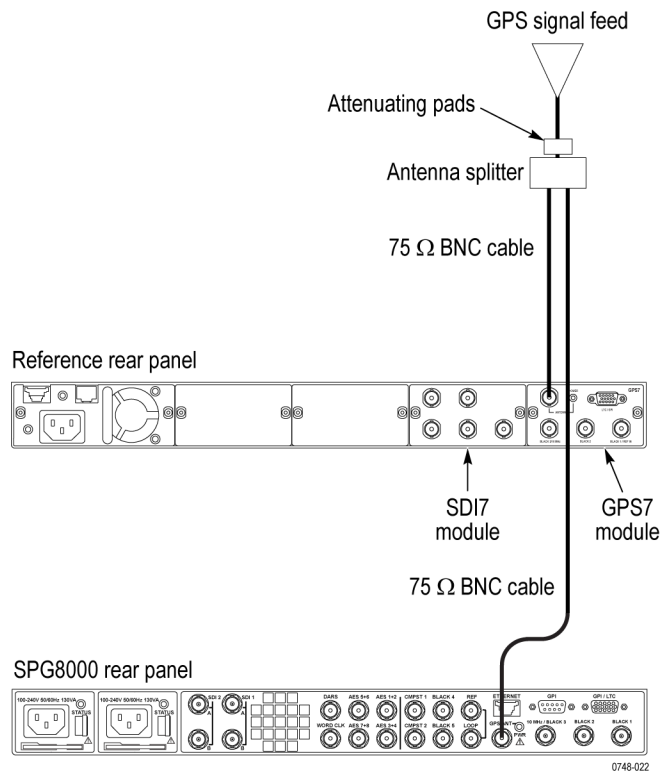 GPS signal feed
Attenuating pads
Antenna splitter
75 Ω BNC cable
Reference rear panel
GPS7
ANTENNA
BLACK 2
SDI7
module
GPS7
module
75 Ω BNC cable
SPG8000 rear panel
100-240V 50/60Hz 130VA
STATUS
100-240V 50/60Hz 130VA
STATUS
SDI 2
SDI 1
A
A
B
B
DARS
AES 5+6
AES 1+2
CMPST 1
BLACK 4
REF
ETHERNET
GPI
GPI / LTC
WORD CLK
AES 7+8
AES 3+4
CMPST 2
BLACK 5
LOOP
GPS ANT
PWR
10 MHz / BLACK 3
BLACK 2
BLACK 1
0748-022